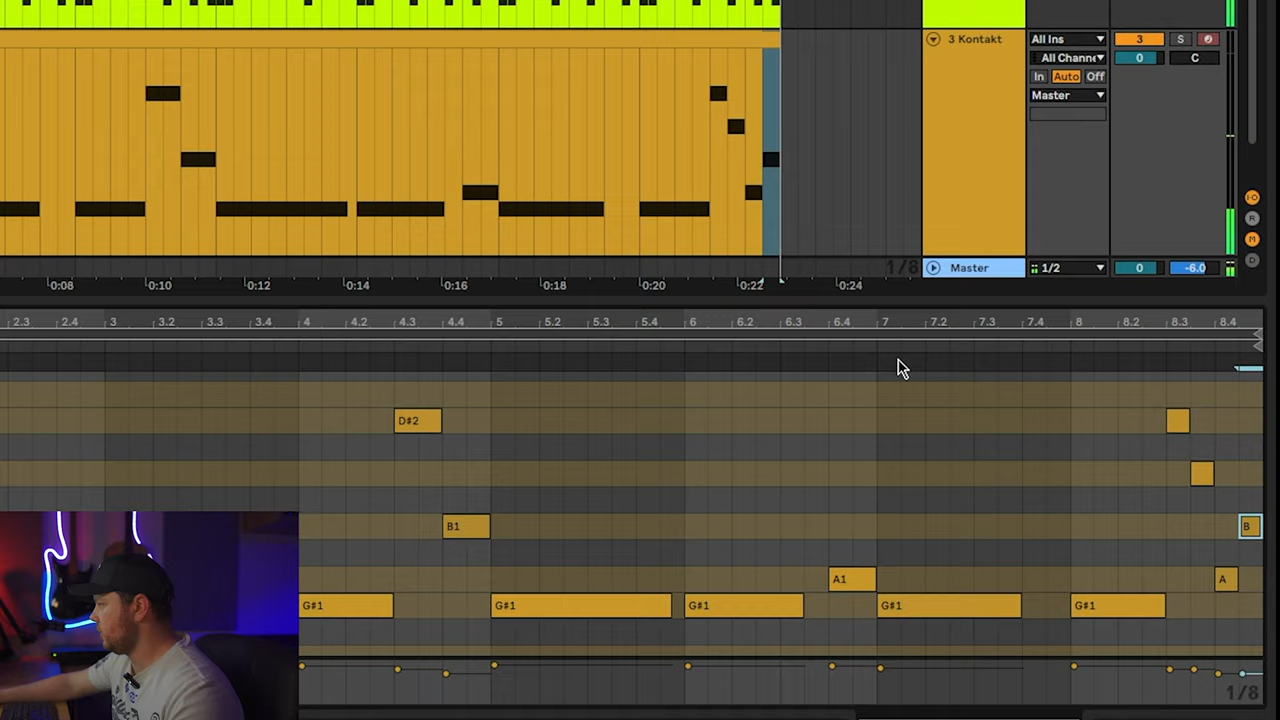 3 Kontakt
All Ins
3
S
All Channe
0
C
In
Auto
Off
Master
1/8
Master
1/2
0
-6.0
I·O
R
M
D
0:08
0:10
0:12
0:14
0:16
0:18
0:20
0:22
0:24
2.3
2.4
3
3.2
3.3
3.4
4
4.2
4.3
4.4
5
5.2
5.3
5.4
6
6.2
6.3
6.4
7
7.2
7.3
7.4
8
8.2
8.3
8.4
D♯2
B1
B
A1
A
G♯1
G♯1
G♯1
G♯1
G♯1
1/8